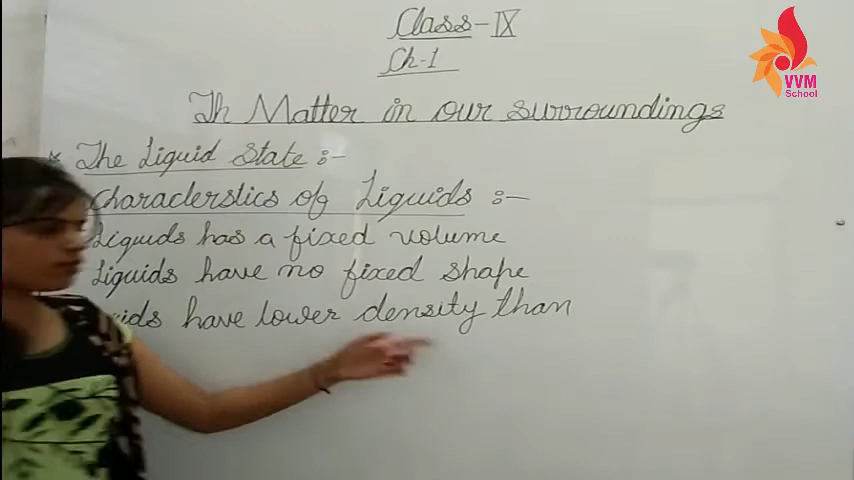 Class-IX
Ch-1
VVM
School
Th Matter in our surroundings
The Liquid State :-
Characterstics of Liquids :-
Liquids has a fixed volume
Liquids have no fixed shape
have lower density than